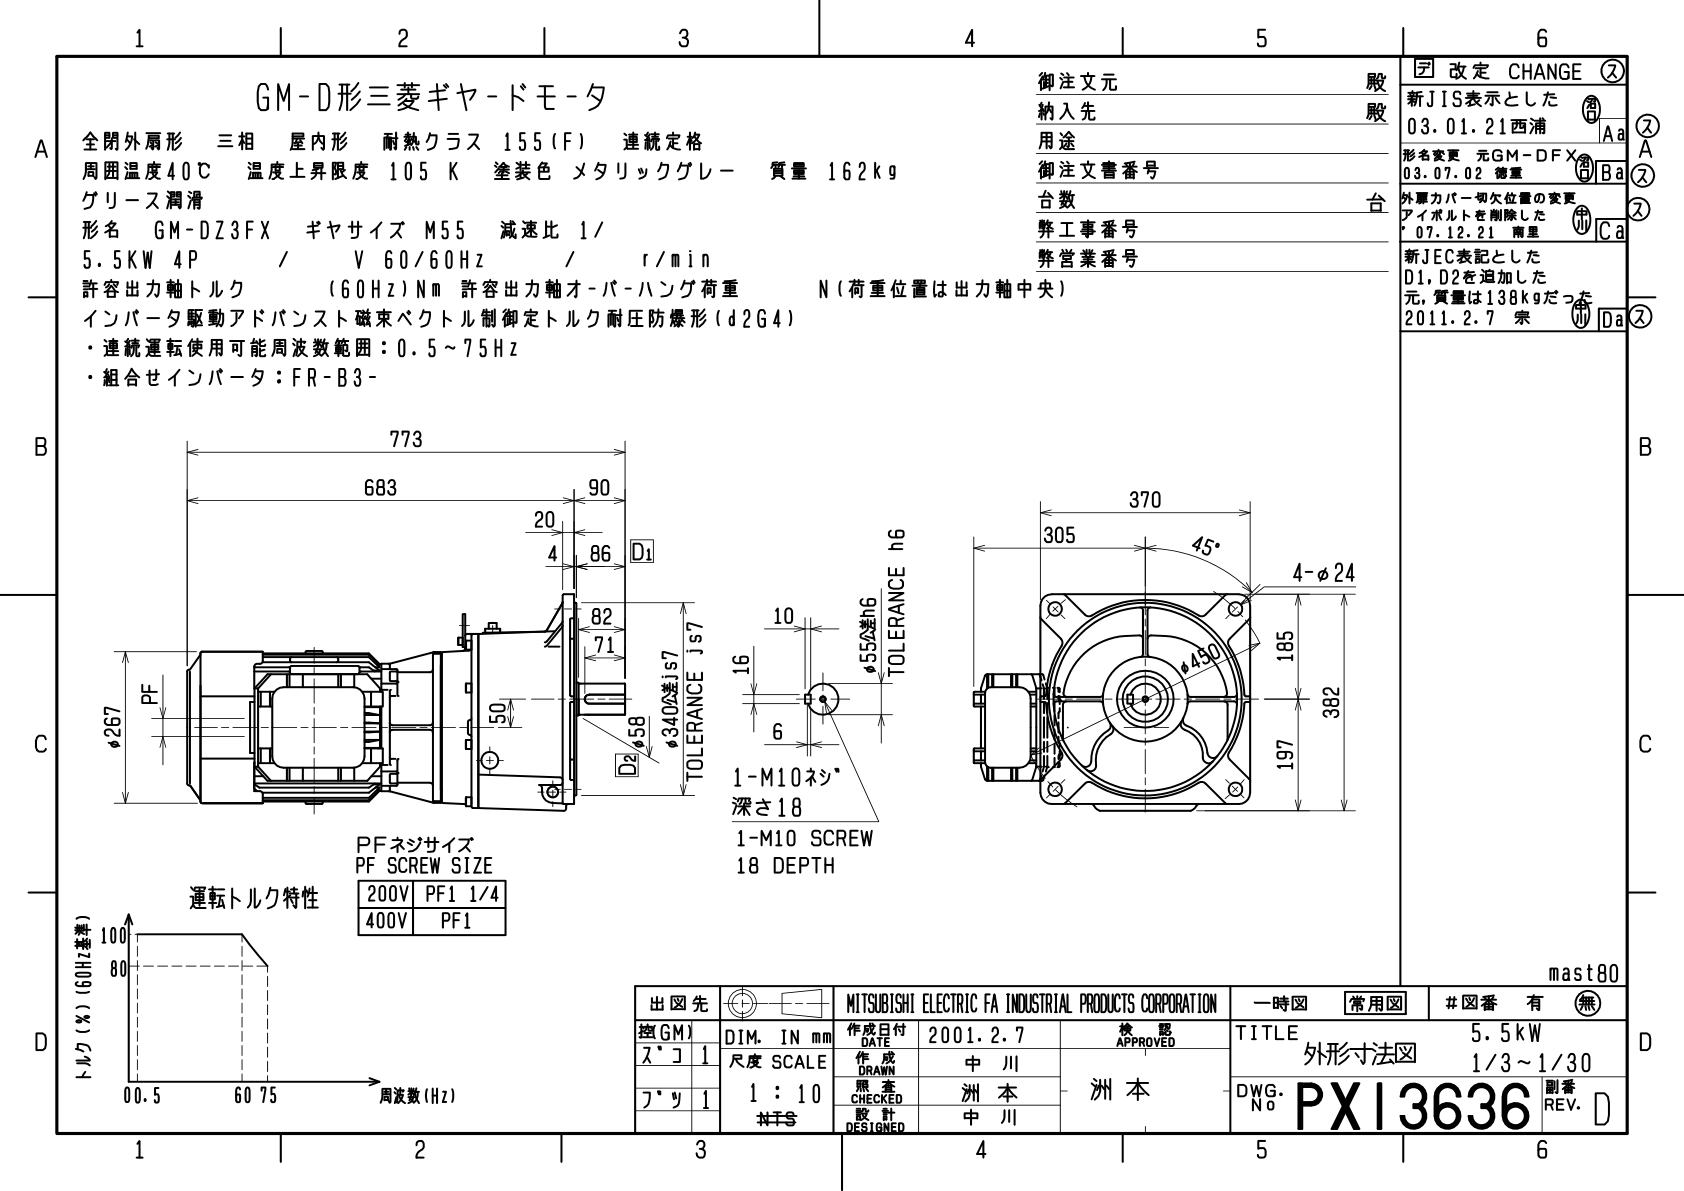 1 2 3 4 5 6
GM-D形三菱ギヤードモータ
全閉外扇形 三相 屋内形 耐熱クラス 155(F) 連続定格
周囲温度40℃ 温度上昇限度 105 K 塗装色 メタリックグレー 質量 162kg
グリース潤滑
形名 GM-DZ3FX ギヤサイズ M55 減速比 1/
5.5KW 4P / V 60/60Hz / r/min
許容出力軸トルク (60Hz)Nm 許容出力軸オーバーハング荷重 N(荷重位置は出力軸中央)
インバータ駆動アドバンスト磁束ベクトル制御定トルク耐圧防爆形(d2G4)
・連続運転使用可能周波数範囲：0.5～75Hz
・組合せインバータ：FR-B3-
御注文元 殿
納入先 殿
用途
御注文書番号
台数 台
弊工事番号
弊営業番号
デ 改定 CHANGE ス
新JIS表示とした
03.01.21西浦 Aa ス
形名変更 元GM-DFX
03.07.02 徳重 Ba ス
外扇カバー切欠位置の変更
アイボルトを削除した
'07.12.21 南里 Ca ス
新JEC表記とした
D1,D2を追加した
元,質量は138kgだった
2011.2.7 宗 Da ス
A A
B B
C C
D D
773
683 90
20
4 86 D1
82
71
50
PF
φ267
φ58
D2
φ340公差js7
TOLERANCE js7
10
16
6
φ55公差h6
TOLERANCE h6
1-M10ネジ
深さ18
1-M10 SCREW
18 DEPTH
370
305 45°
4-φ24
φ450
185
197
382
PFネジサイズ
PF SCREW SIZE
200V PF1 1/4
400V PF1
運転トルク特性
トルク(%)(60Hz基準)
100
80
0 0.5 60 75 周波数(Hz)
mast80
出図先 MITSUBISHI ELECTRIC FA INDUSTRIAL PRODUCTS CORPORATION 一時図 常用図 #図番 有 無
控(GM)
ズコ 1
ブツ 1
DIM. IN mm
尺度 SCALE
1 : 10
NTS
作成日付 DATE 2001.2.7
作成 DRAWN 中川
照査 CHECKED 洲本
設計 DESIGNED 中川
検認 APPROVED
洲本
TITLE 外形寸法図
5.5kW
1/3～1/30
DWG. No PX13636
副番 REV. D
1 2 3 4 5 6